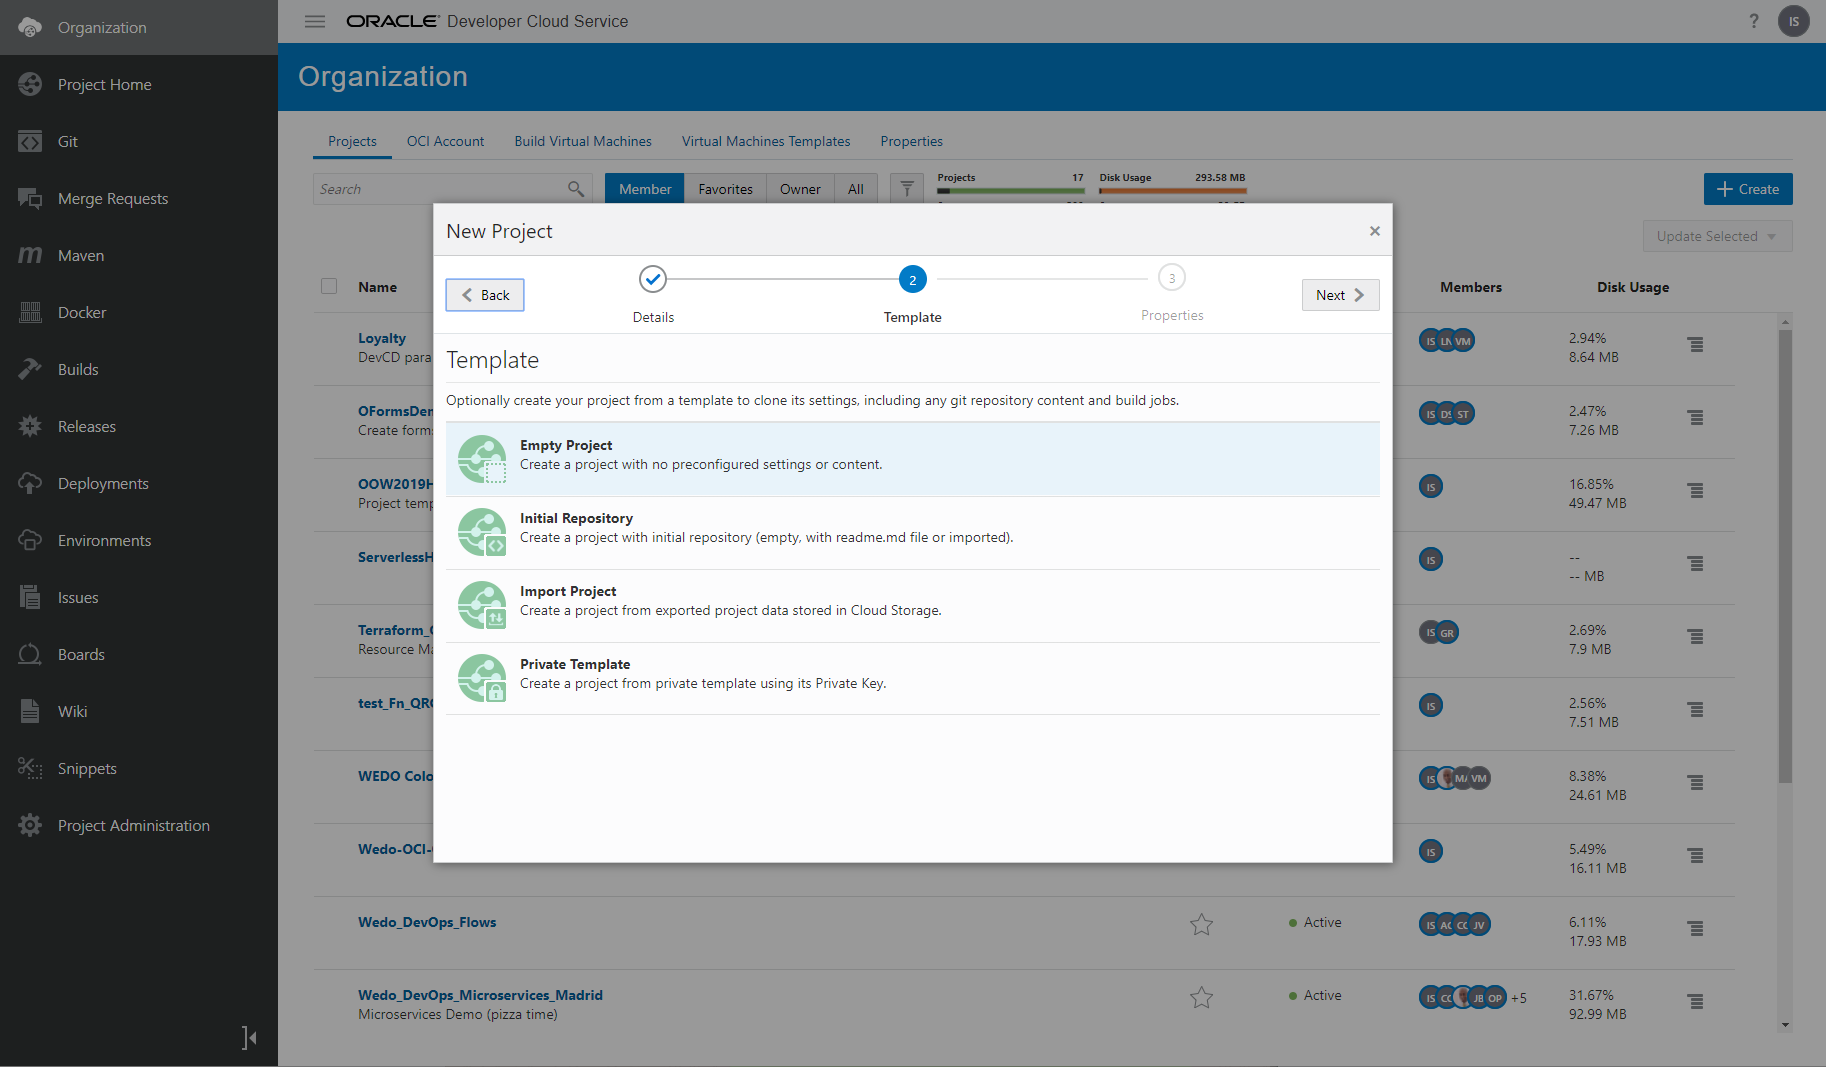 Organization
Project Home
Git
Merge Requests
Maven
Docker
Builds
Releases
Deployments
Environments
Issues
Boards
Wiki
Snippets
Project Administration
ORACLE Developer Cloud Service
? IS
Organization
Projects OCI Account Build Virtual Machines Virtual Machines Templates Properties
Search Member Favorites Owner All
Projects 17 Disk Usage 293.58 MB
+ Create
Update Selected
Name Members Disk Usage
New Project ×
Back
Details
2
Template
3
Properties
Next
Template
Optionally create your project from a template to clone its settings, including any git repository content and build jobs.
Empty Project
Create a project with no preconfigured settings or content.
Initial Repository
Create a project with initial repository (empty, with readme.md file or imported).
Import Project
Create a project from exported project data stored in Cloud Storage.
Private Template
Create a project from private template using its Private Key.
Loyalty IS LN VM 2.94%
DevCD para 8.64 MB
OFormsDem IS DS ST 2.47%
Create form 7.26 MB
OOW2019H IS 16.85%
Project temp 49.47 MB
ServerlessH IS --
-- MB
Terraform_ IS GR 2.69%
Resource Ma 7.9 MB
test_Fn_QR IS 2.56%
7.51 MB
WEDO Colo IS MA VM 8.38%
24.61 MB
Wedo-OCI- IS 5.49%
16.11 MB
Wedo_DevOps_Flows Active IS JV 6.11%
17.93 MB
Wedo_DevOps_Microservices_Madrid Active IS JB OP +5 31.67%
Microservices Demo (pizza time) 92.99 MB